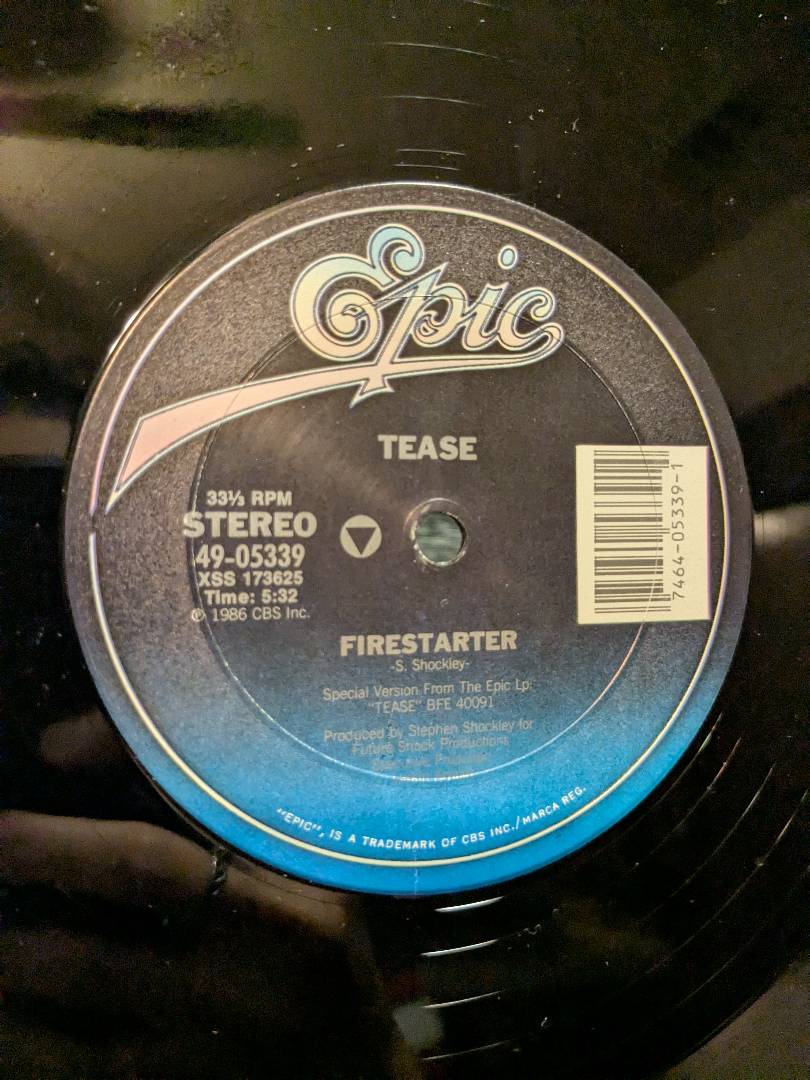 Epic
TEASE
33⅓ RPM
STEREO
49-05339
XSS 173625
Time: 5:32
℗ 1986 CBS Inc.
7464-05339-1
FIRESTARTER
-S. Shockley-
Special Version From The Epic Lp:
"TEASE" BFE 40091
Produced by Stephen Shockley for
Future Shock Productions
Executive Producer:
"EPIC", IS A TRADEMARK OF CBS INC./MARCA REG.